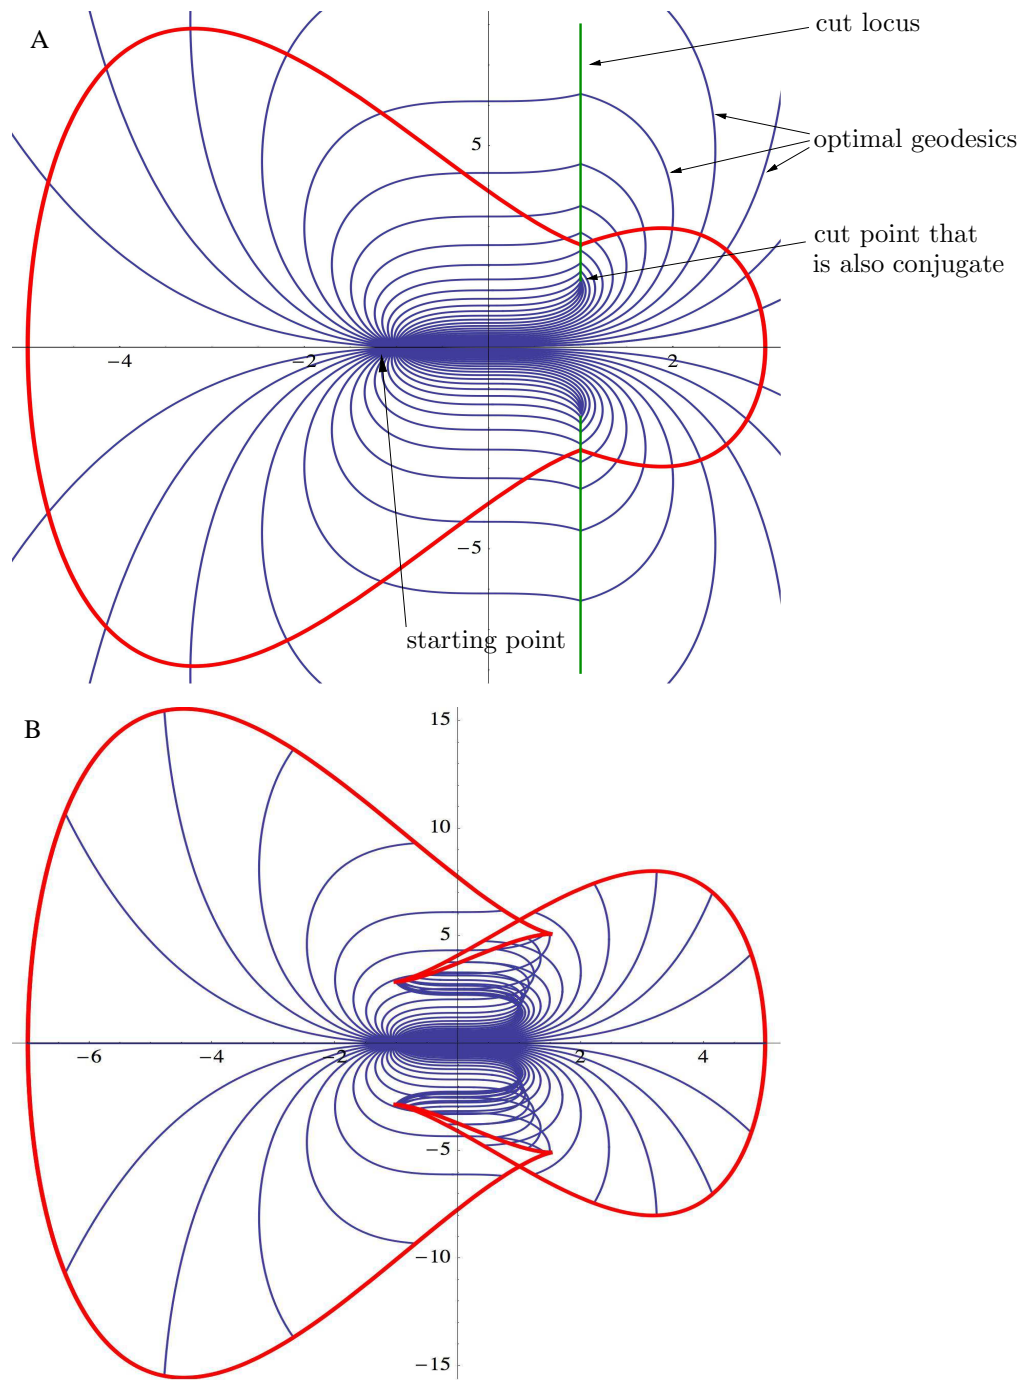 A
cut locus
5
optimal geodesics
cut point that
is also conjugate
−4
−2
2
−5
starting point
B
15
10
5
−6
−4
−2
2
4
−5
−10
−15